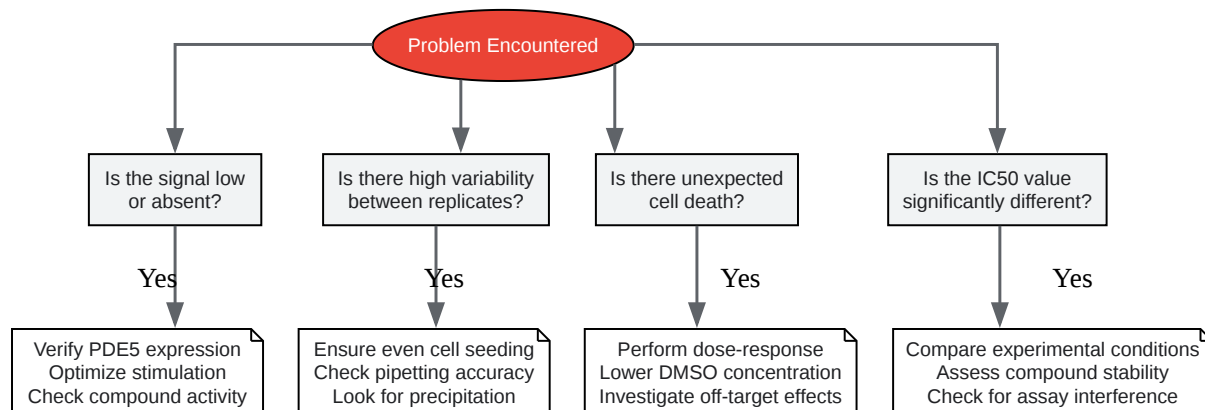 Problem Encountered
Is the signal low
or absent?
Is there high variability
between replicates?
Is there unexpected
cell death?
Is the IC50 value
significantly different?
Yes
Yes
Yes
Yes
Verify PDE5 expression
Optimize stimulation
Check compound activity
Ensure even cell seeding
Check pipetting accuracy
Look for precipitation
Perform dose-response
Lower DMSO concentration
Investigate off-target effects
Compare experimental conditions
Assess compound stability
Check for assay interference